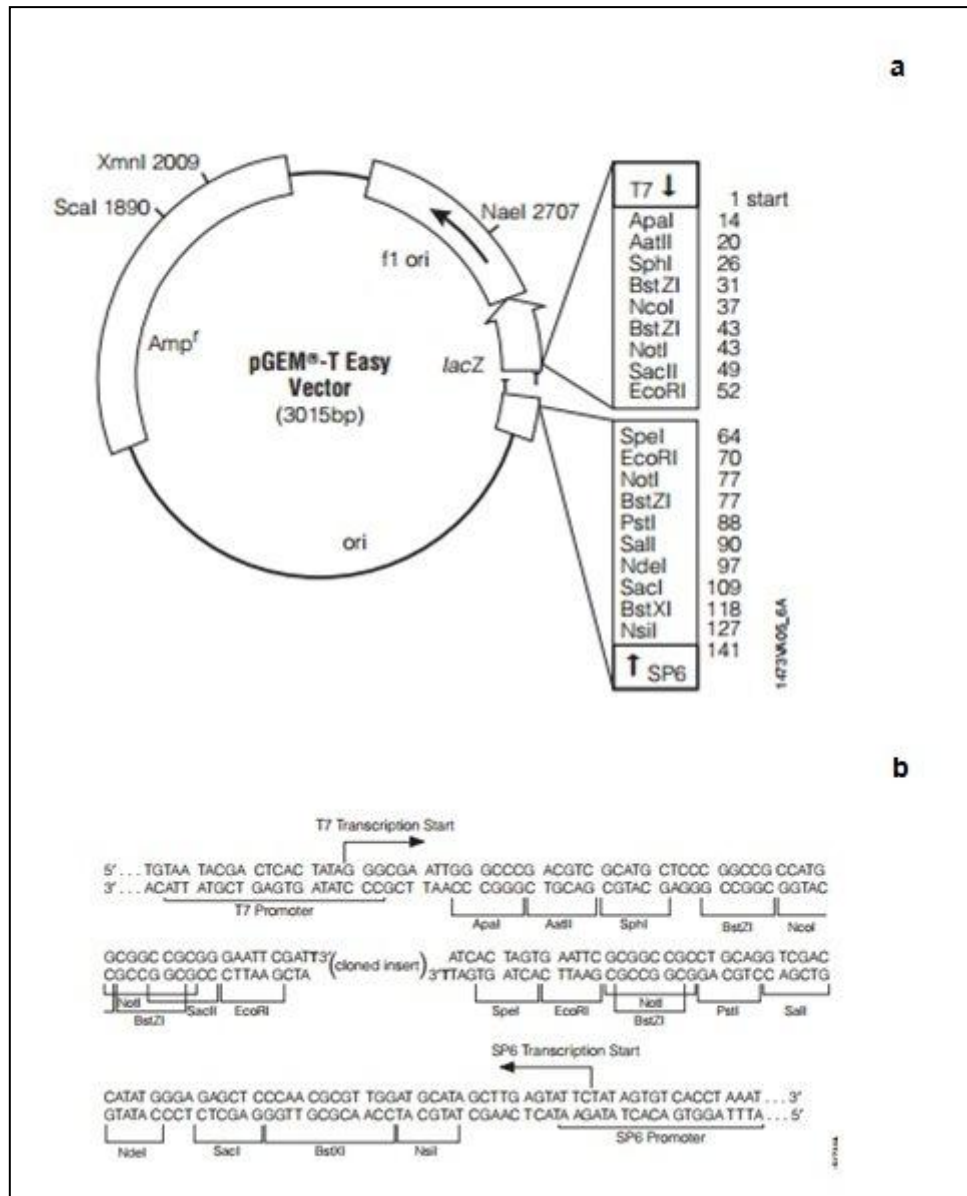 a
XmnI 2009
ScaI 1890
NaeI 2707
f1 ori
Ampr
pGEM®-T Easy
Vector
(3015bp)
lacZ
T
T
ori
T7 ↓
1 start
ApaI 14
AatII 20
SphI 26
BstZI 31
NcoI 37
BstZI 43
NotI 43
SacII 49
EcoRI 52
SpeI 64
EcoRI 70
NotI 77
BstZI 77
PstI 88
SalI 90
NdeI 97
SacI 109
BstXI 118
NsiI 127
141
↑ SP6
1473VA05_6A
b
T7 Transcription Start
5′ . . . TGTAA TACGA CTCAC TATAG GGCGA ATTGG GCCCG ACGTC GCATG CTCCC GGCCG CCATG
3′ . . . ACATT ATGCT GAGTG ATATC CCGCT TAACC CGGGC TGCAG CGTAC GAGGG CCGGC GGTAC
T7 Promoter
ApaI AatII SphI BstZI NcoI
GCGGC CGCGG GAATT CGATT3′ (cloned insert) ATCAC TAGTG AATTC GCGGC CGCCT GCAGG TCGAC
CGCCG GCGCC CTTAA GCTA 3′TTAGTG ATCAC TTAAG CGCCG GCGGA CGTCC AGCTG
NotI SacII EcoRI SpeI EcoRI NotI PstI SalI
BstZI BstZI
SP6 Transcription Start
CATAT GGGA GAGCT CCCAA CGCGT TGGAT GCATA GCTTG AGTAT TCTAT AGTGT CACCT AAAT . . . 3′
GTATA CCCT CTCGA GGGTT GCGCA ACCTA CGTAT CGAAC TCATA AGATA TCACA GTGGA TTTA . . . 5′
NdeI SacI BstXI NsiI SP6 Promoter